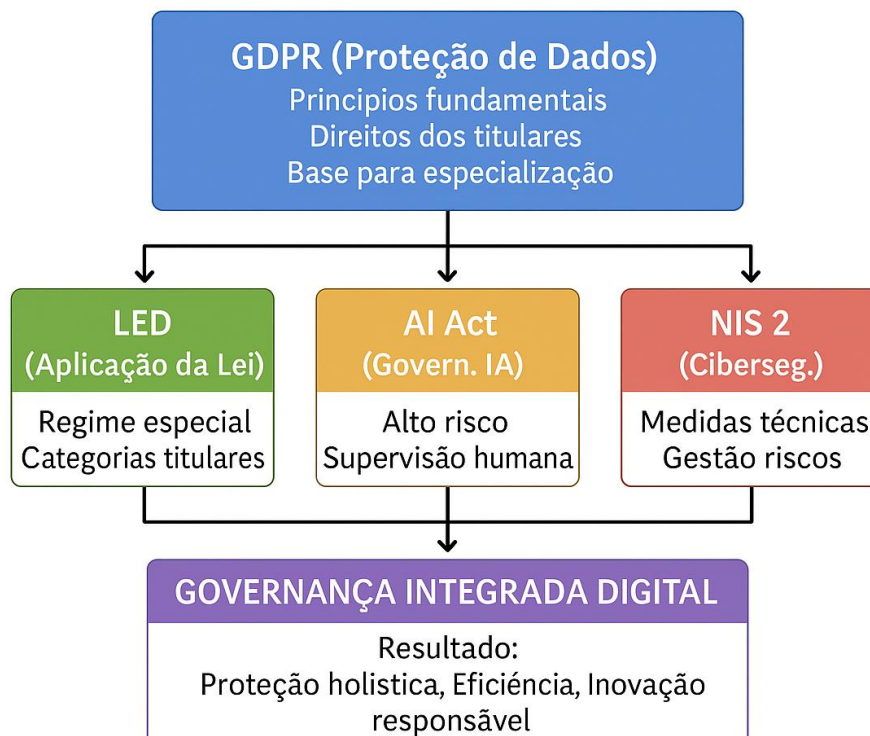 GDPR (Proteção de Dados)
Principios fundamentais
Direitos dos titulares
Base para especialização
LED
(Aplicação da Lei)
Regime especial
Categorias titulares
AI Act
(Govern. IA)
Alto risco
Supervisão humana
NIS 2
(Ciberseg.)
Medidas técnicas
Gestão riscos
GOVERNANÇA INTEGRADA DIGITAL
Resultado:
Proteção holistica, Eficiéncia, Inovação
responsável